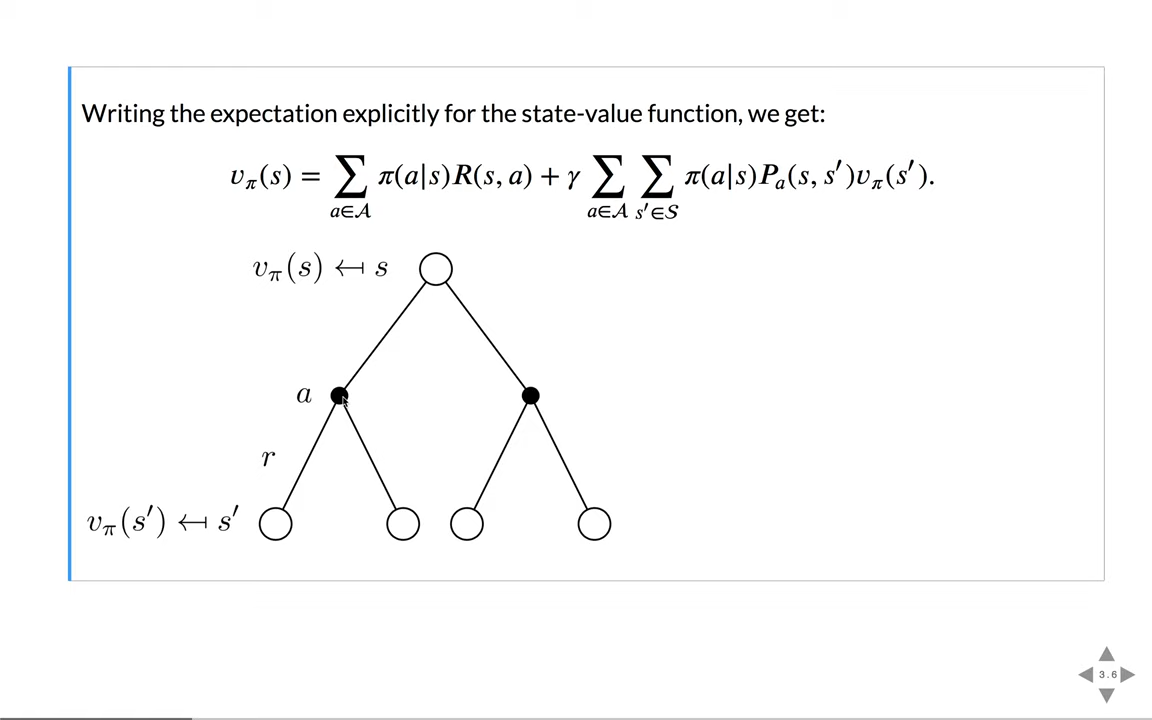 Writing the expectation explicitly for the state-value function, we get:
vπ(s) = ∑a∈𝒜 π(a|s)R(s, a) + γ ∑a∈𝒜 ∑s′∈𝒮 π(a|s)Pa(s, s′)vπ(s′).
vπ(s) ↤ s
a
r
vπ(s′) ↤ s′
3.6